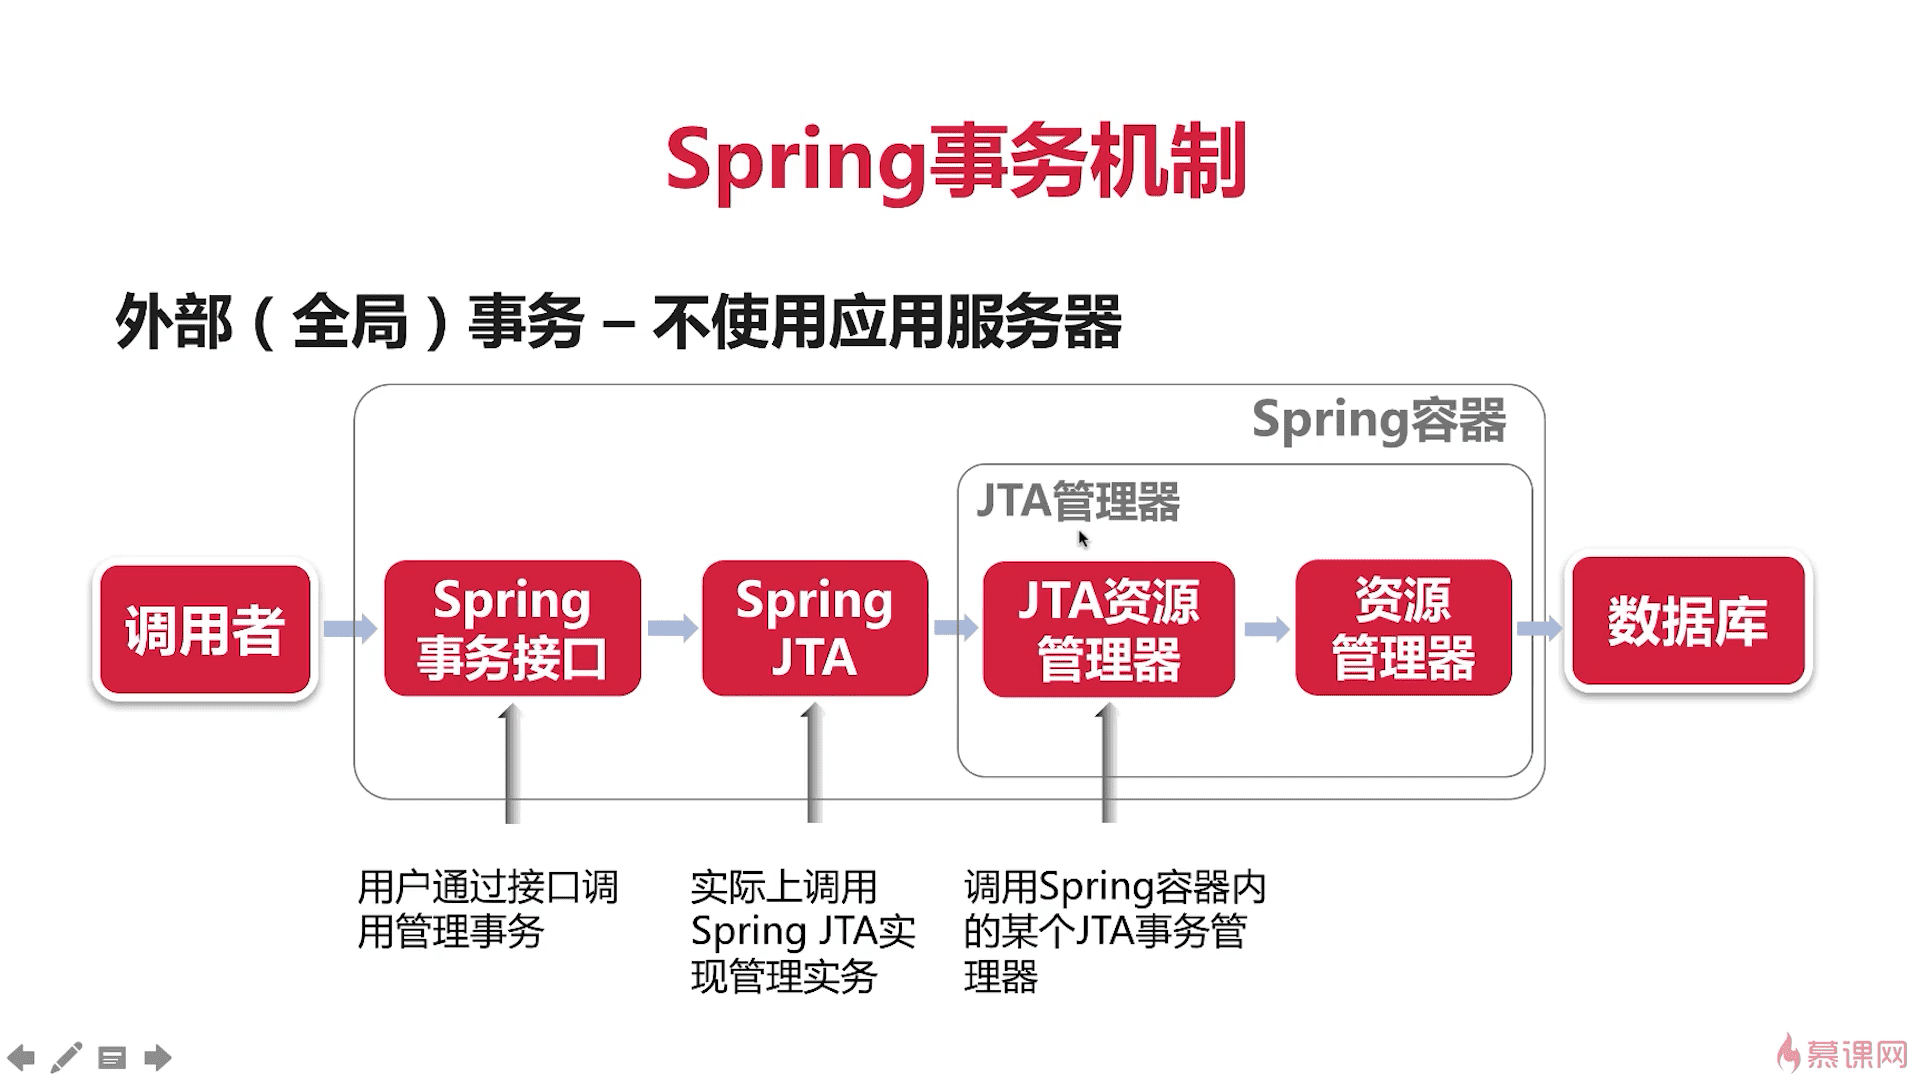 Spring事务机制
外部（全局）事务 – 不使用应用服务器
Spring容器
JTA管理器
调用者
Spring
事务接口
Spring
JTA
JTA资源
管理器
资源
管理器
数据库
用户通过接口调
用管理事务
实际上调用
Spring JTA实
现管理实务
调用Spring容器内
的某个JTA事务管
理器
慕课网